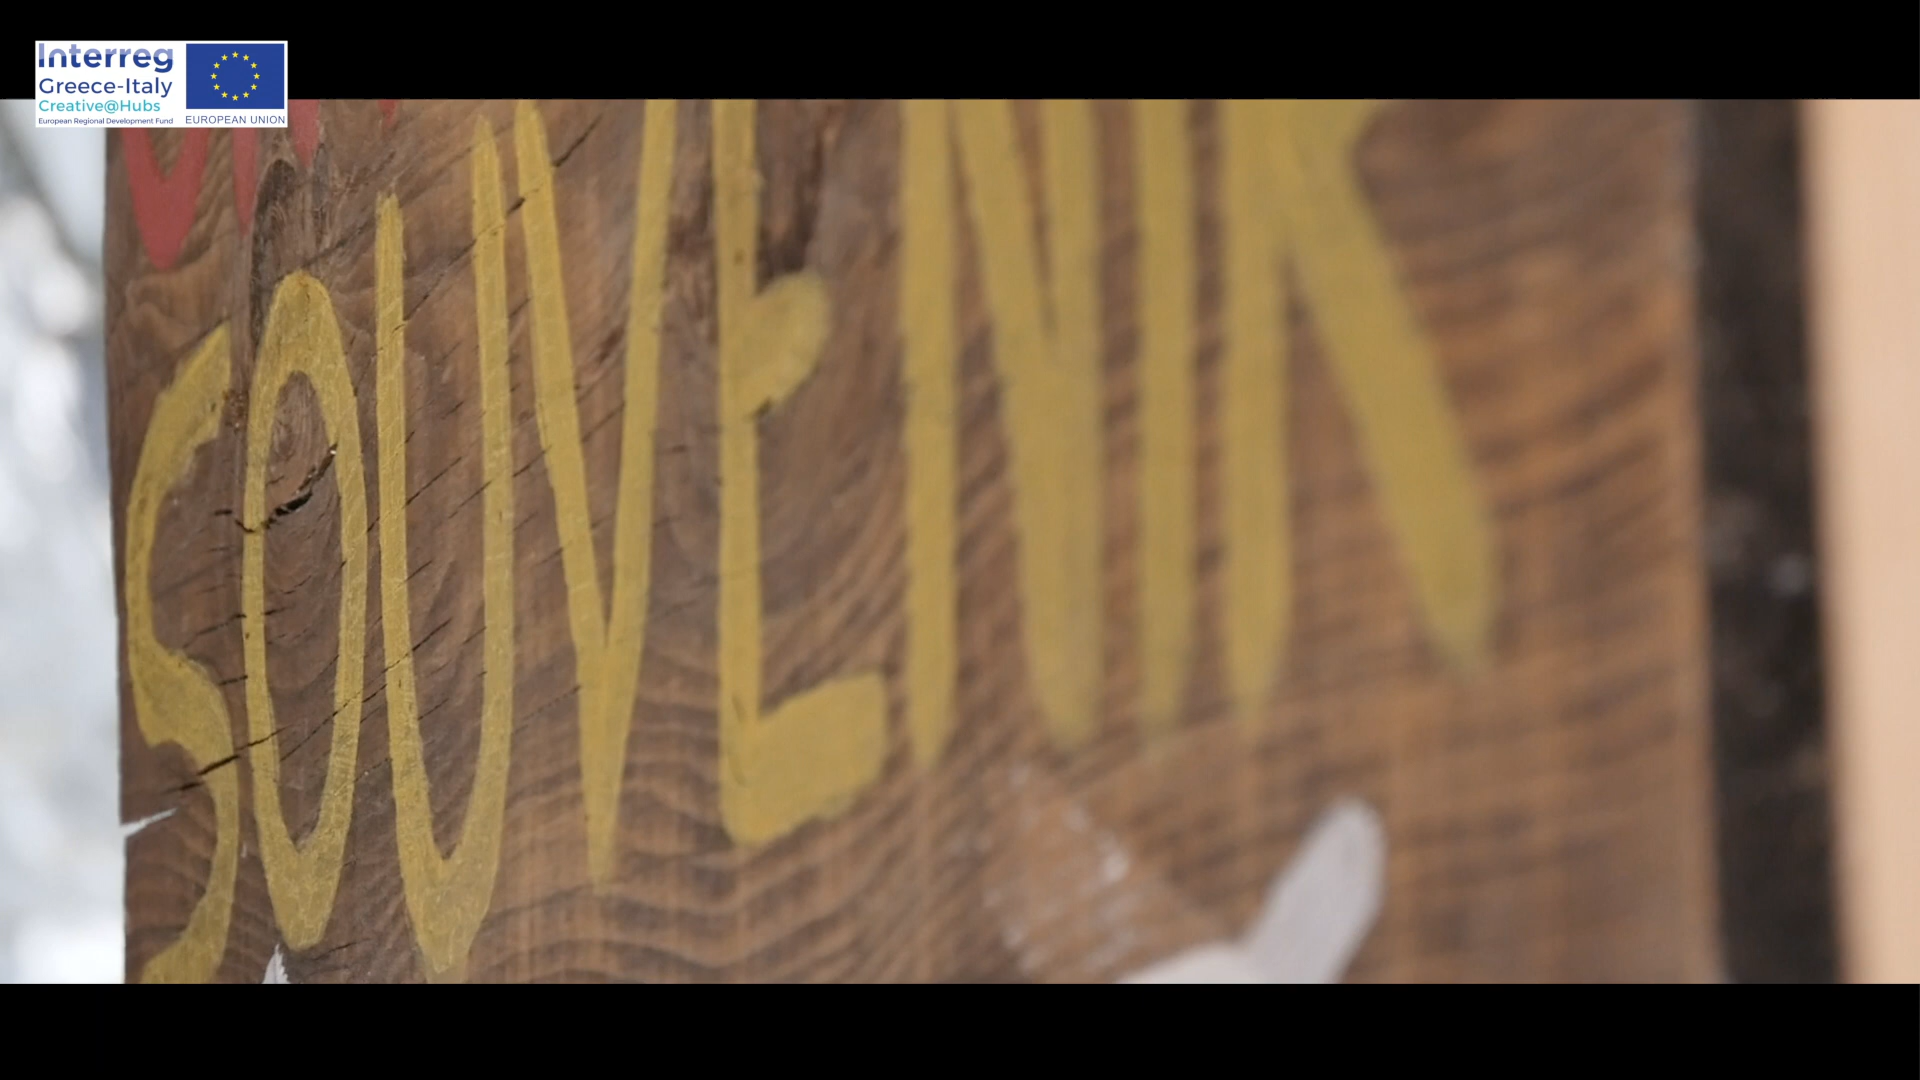 Interreg
Greece-Italy
Creative@Hubs
European Regional Development Fund
EUROPEAN UNION
SOUVENIR